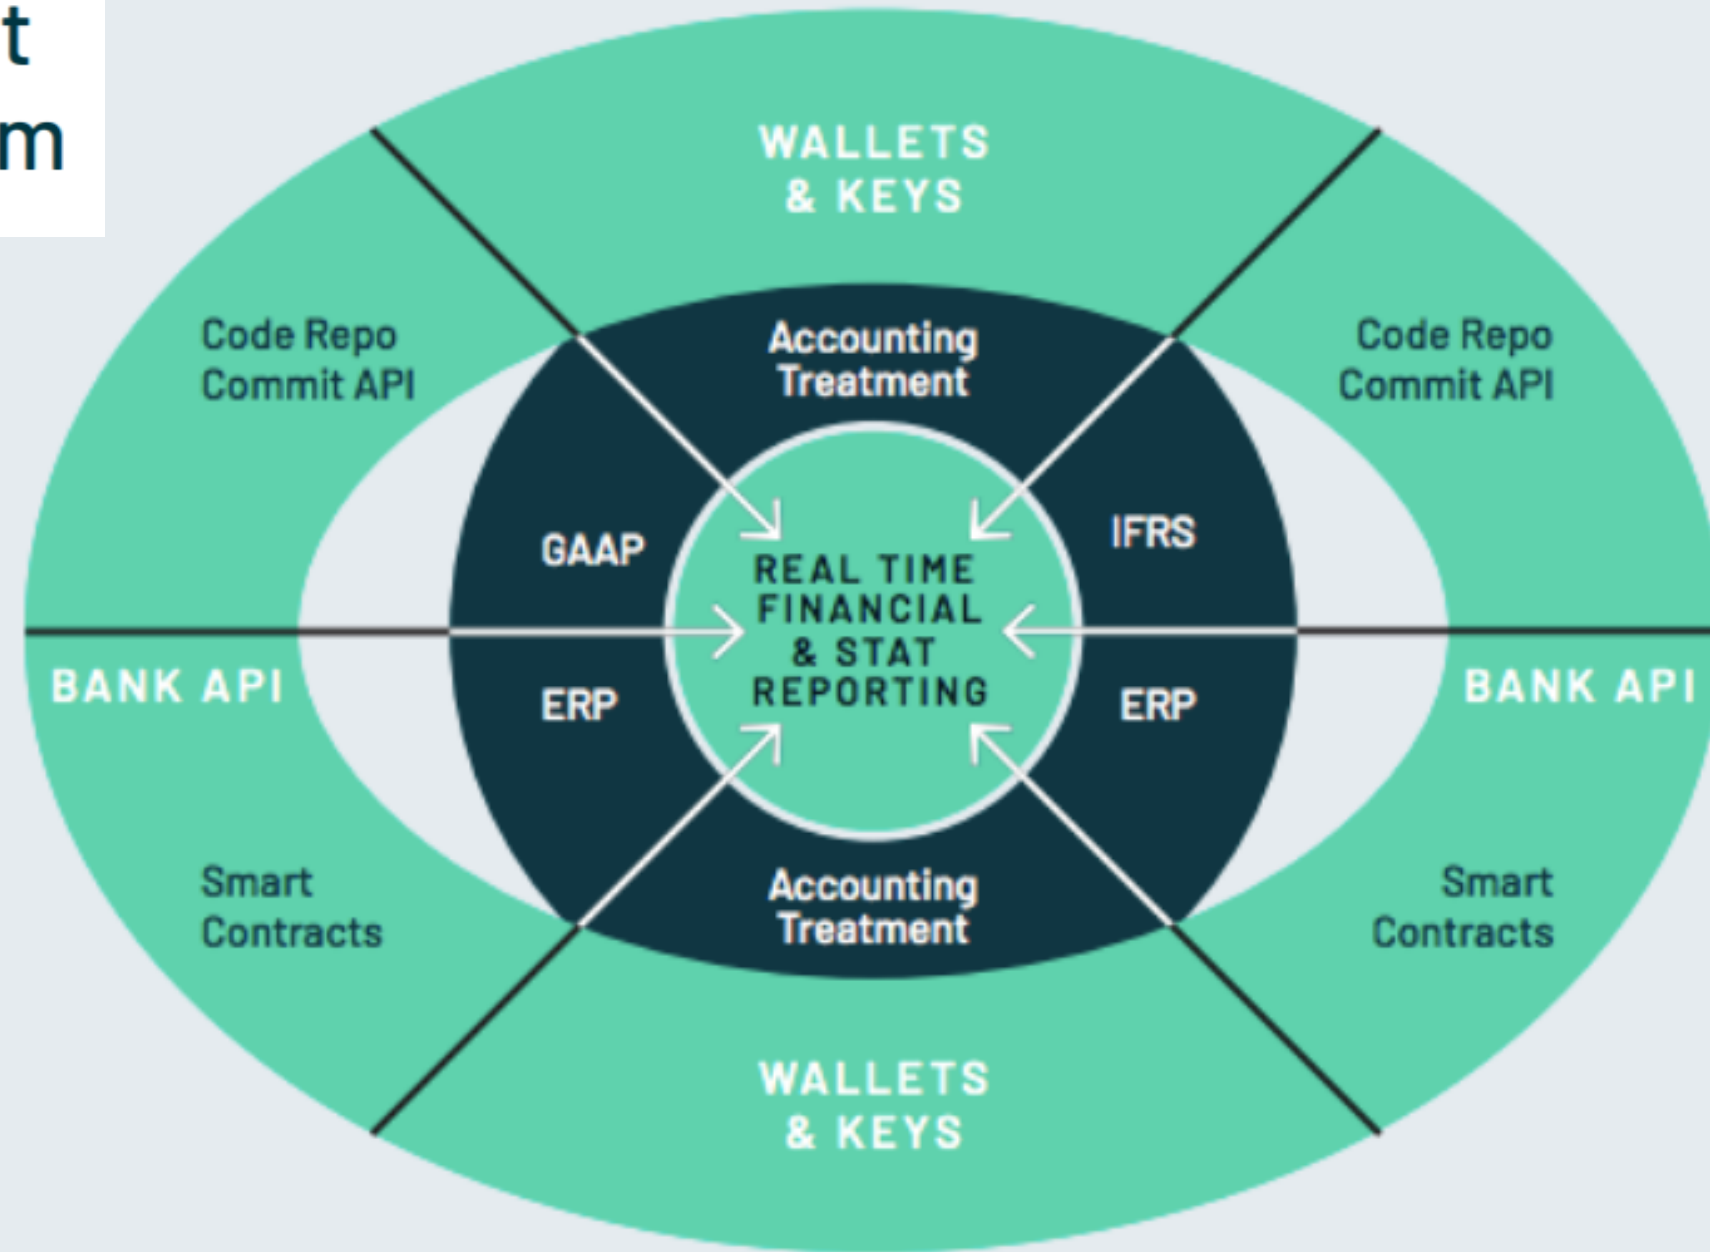 t
m
WALLETS
& KEYS
Code Repo
Commit API
Code Repo
Commit API
Accounting
Treatment
GAAP
IFRS
REAL TIME
FINANCIAL
& STAT
REPORTING
BANK API
BANK API
ERP
ERP
Smart
Contracts
Smart
Contracts
Accounting
Treatment
WALLETS
& KEYS